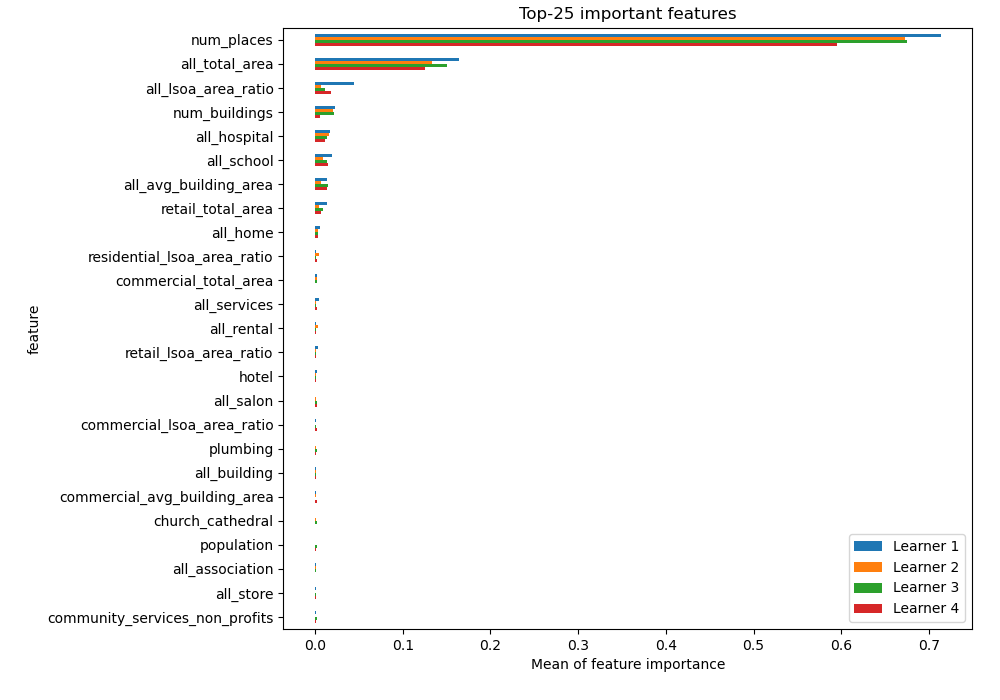 Top-25 important features
num_places
all_total_area
all_lsoa_area_ratio
num_buildings
all_hospital
all_school
all_avg_building_area
retail_total_area
all_home
residential_lsoa_area_ratio
commercial_total_area
all_services
all_rental
retail_lsoa_area_ratio
hotel
all_salon
commercial_lsoa_area_ratio
plumbing
all_building
commercial_avg_building_area
church_cathedral
population
all_association
all_store
community_services_non_profits
feature
Learner 1
Learner 2
Learner 3
Learner 4
0.0 0.1 0.2 0.3 0.4 0.5 0.6 0.7
Mean of feature importance